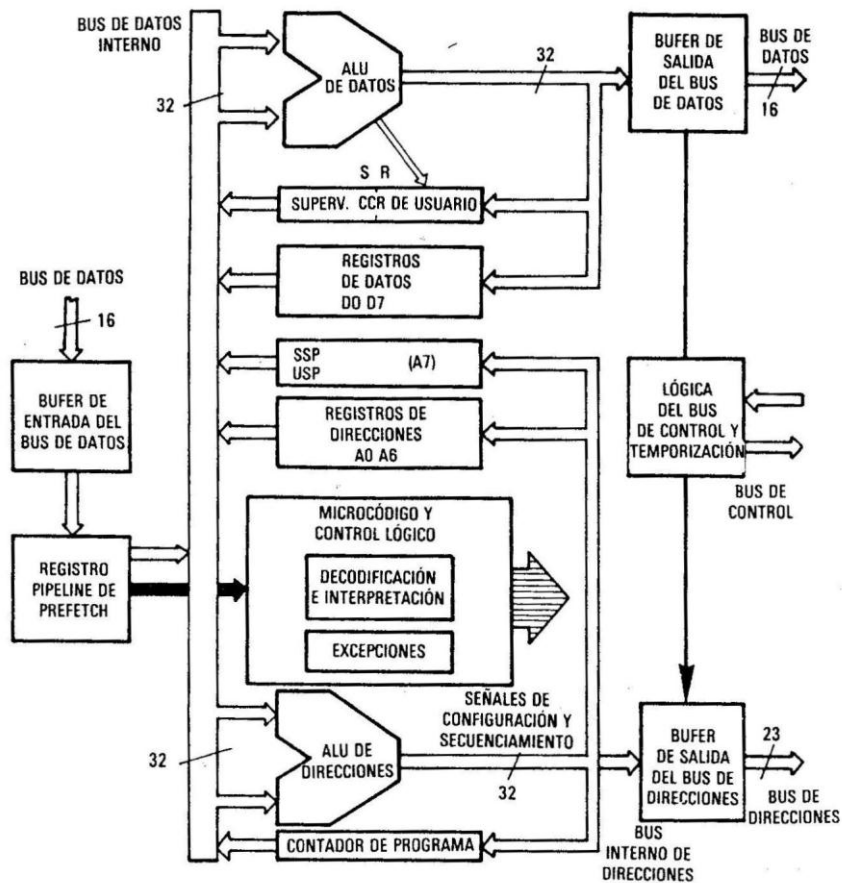 BUS DE DATOS
INTERNO
32
ALU
DE DATOS
32
BUFER DE
SALIDA
DEL BUS
DE DATOS
BUS DE
DATOS
16
S R
SUPERV. CCR DE USUARIO
REGISTROS
DE DATOS
DO D7
BUS DE DATOS
16
BUFER DE
ENTRADA DEL
BUS DE DATOS
SSP (A7)
USP
REGISTROS DE
DIRECCIONES
AO A6
LÓGICA
DEL BUS
DE CONTROL Y
TEMPORIZACIÓN
BUS DE
CONTROL
REGISTRO
PIPELINE DE
PREFETCH
MICROCÓDIGO Y
CONTROL LÓGICO
DECODIFICACIÓN
E INTERPRETACIÓN
EXCEPCIONES
SEÑALES DE
CONFIGURACIÓN Y
SECUENCIAMIENTO
32
ALU DE
DIRECCIONES
32
BUFER
DE SALIDA
DEL BUS DE
DIRECCIONES
23
BUS DE
DIRECCIONES
CONTADOR DE PROGRAMA
BUS
INTERNO DE
DIRECCIONES